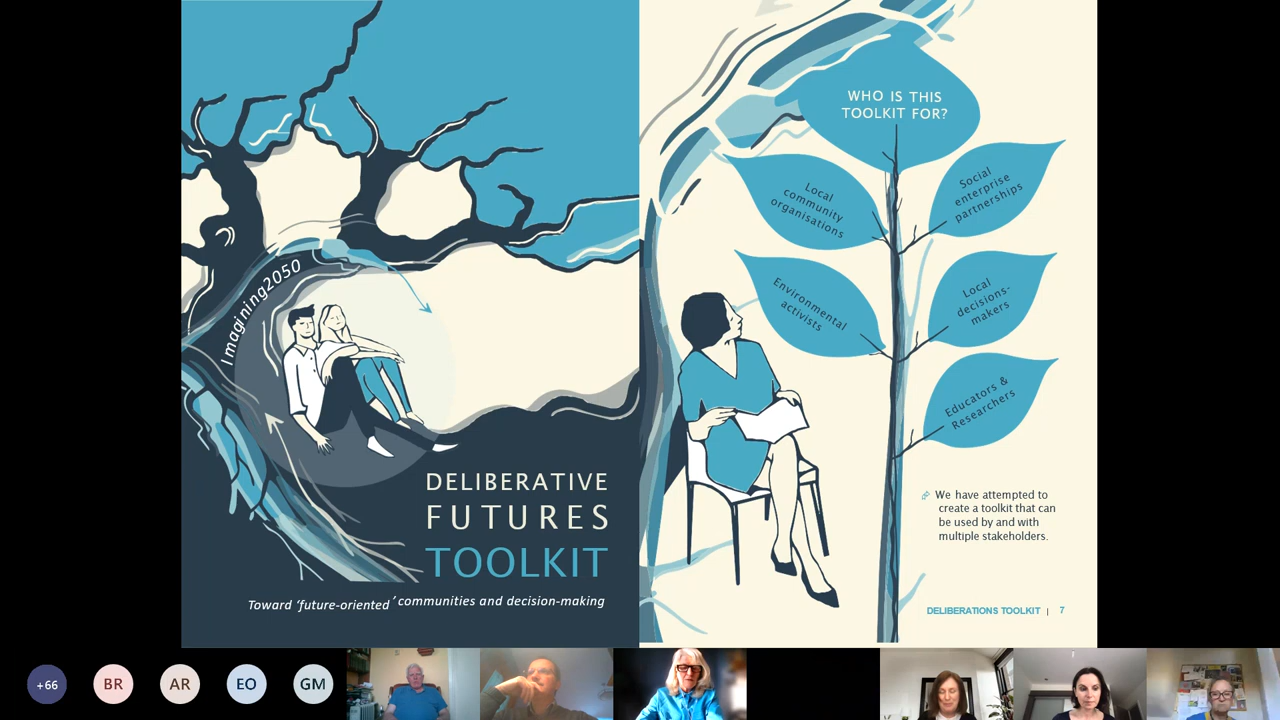 Imagining2050
DELIBERATIVE
FUTURES
TOOLKIT
Toward ‘future-oriented’ communities and decision-making
WHO IS THIS
TOOLKIT FOR?
Local
community
organisations
Social
enterprise
partnerships
Environmental
activists
Local
decisions-
makers
Educators &
Researchers
We have attempted to
create a toolkit that can
be used by and with
multiple stakeholders.
DELIBERATIONS TOOLKIT | 7
+66
BR
AR
EO
GM